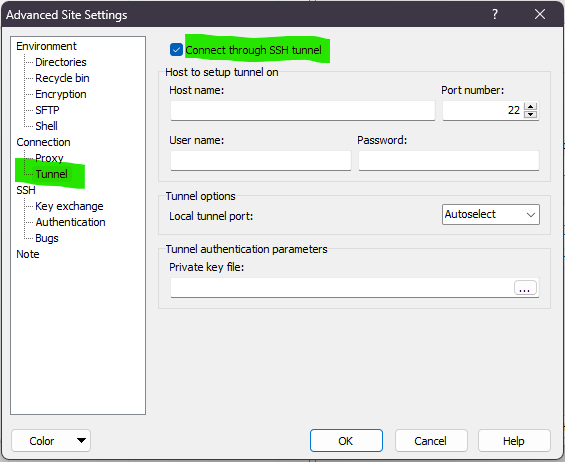 Advanced Site Settings
?
Environment
Directories
Recycle bin
Encryption
SFTP
Shell
Connection
Proxy
Tunnel
SSH
Key exchange
Authentication
Bugs
Note
Connect through SSH tunnel
Host to setup tunnel on
Host name: Port number:
22
User name: Password:
Tunnel options
Local tunnel port: Autoselect
Tunnel authentication parameters
Private key file:
...
Color OK Cancel Help